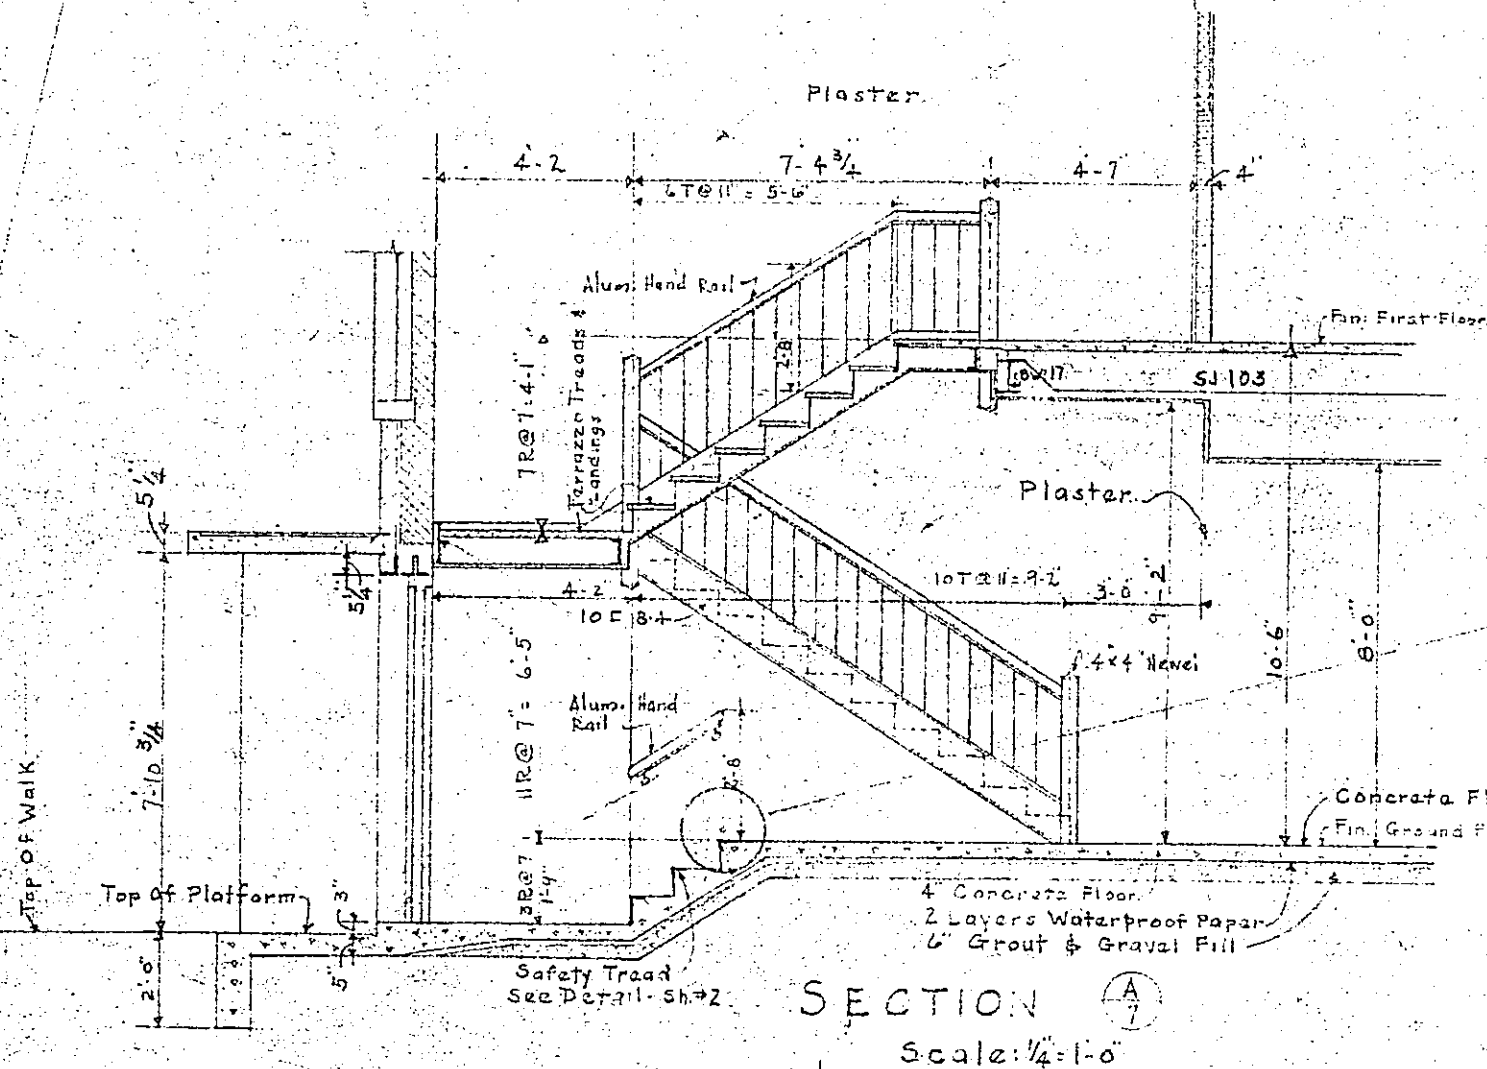 Plaster
4'-2
7'-4 3/4
4'-7"
4"
6T@11 = 5-6"
Alum. Hand Rail
Fin. First Floor
2'-8
8w17
SJ 103
7R@7=4-1"
Terrazzo Treads &
Landings
5 1/4"
Plaster
5 1/4"
4-2
10T@11=9-2"
3'-0"
9'-2"
10 C 8.4
10'-6"
8'-0"
4"x4" Newel
11R@7"= 6'-5"
Alum. Hand
Rail
2'-8
7'-10 3/4"
Top Of Walk
Concrete Fl
Fin. Ground F
3R@7
1'-9"
Top Of Platform
3"
4" Concrete Floor
2 Layers Waterproof Paper
6" Grout & Gravel Fill
2'0"
5"
Safety Tread
See Detail - Sh#2
SECTION
A
7
Scale: 1/4"=1'-0"